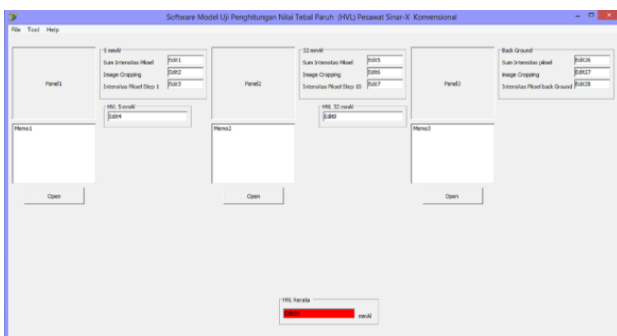 Software Model Uji Penghitungan Nilai Tebal Paruh (HVL) Pesawat Sinar-X Konvensional
File Tool Help
Panel1
5 mmAl
Sum Intensitas Piksel Edit1
Image Cropping Edit2
Intensitas Piksel Step 1 Edit3
HVL 5 mmAl
Edit4
Memo1
Open
Panel2
32 mmAl
Sum Intensitas Piksel Edit5
Image Cropping Edit6
Intensitas Piksel Step 10 Edit7
HVL 32 mmAl
Memo2
Open
Panel3
Back Ground
Sum Intensitas piksel Edit26
Image Cropping Edit27
Intensitas Piksel back Ground Edit28
Memo3
Open
HVL Rerata
mmAl